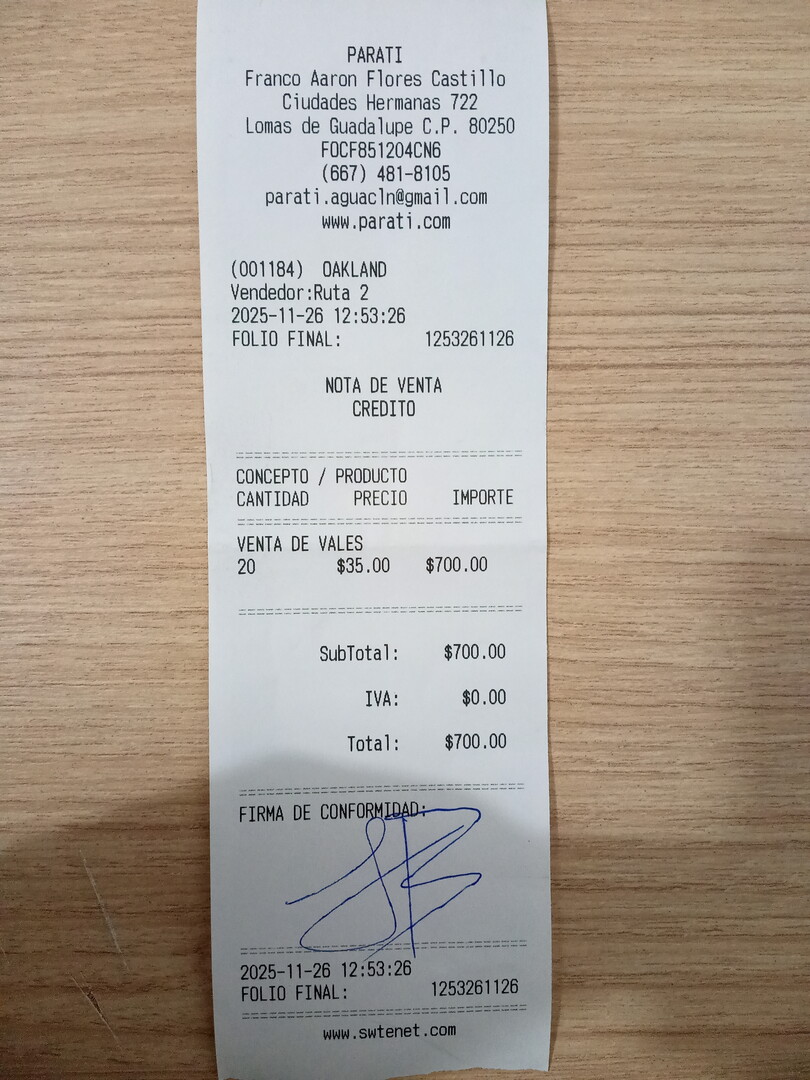 PARATI
Franco Aaron Flores Castillo
Ciudades Hermanas 722
Lomas de Guadalupe C.P. 80250
FOCF851204CN6
(667) 481-8105
parati.aguacln@gmail.com
www.parati.com
(001184) OAKLAND
Vendedor:Ruta 2
2025-11-26 12:53:26
FOLIO FINAL: 1253261126
NOTA DE VENTA
CREDITO
CONCEPTO / PRODUCTO
CANTIDAD PRECIO IMPORTE
VENTA DE VALES
20 $35.00 $700.00
SubTotal: $700.00
IVA: $0.00
Total: $700.00
FIRMA DE CONFORMIDAD:
2025-11-26 12:53:26
FOLIO FINAL: 1253261126
www.swtenet.com